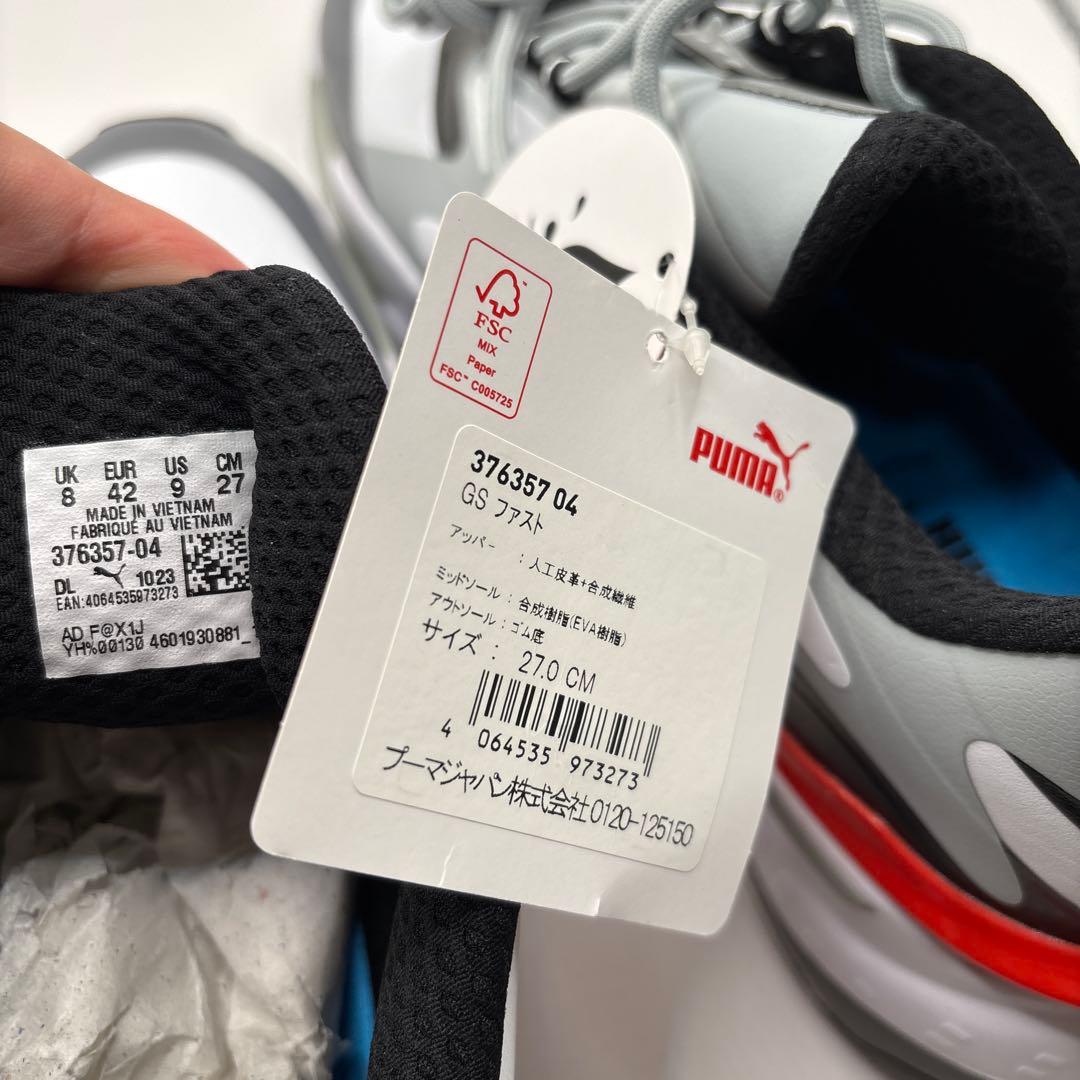 UK EUR US CM
8 42 9 27
MADE IN VIETNAM
FABRIQUÉ AU VIETNAM
376357-04
DL 1023
EAN:4064535973273
AD F@X1J
YH%00130 4601930881_
FSC
MIX
Paper
FSC™ C005725
PUMA®
376357 04
GS ファスト
アッパー : 人工皮革+合成繊維
ミッドソール : 合成樹脂(EVA樹脂)
アウトソール : ゴム底
サイズ : 27.0 CM
4 064535 973273
プーマジャパン株式会社 0120-125150